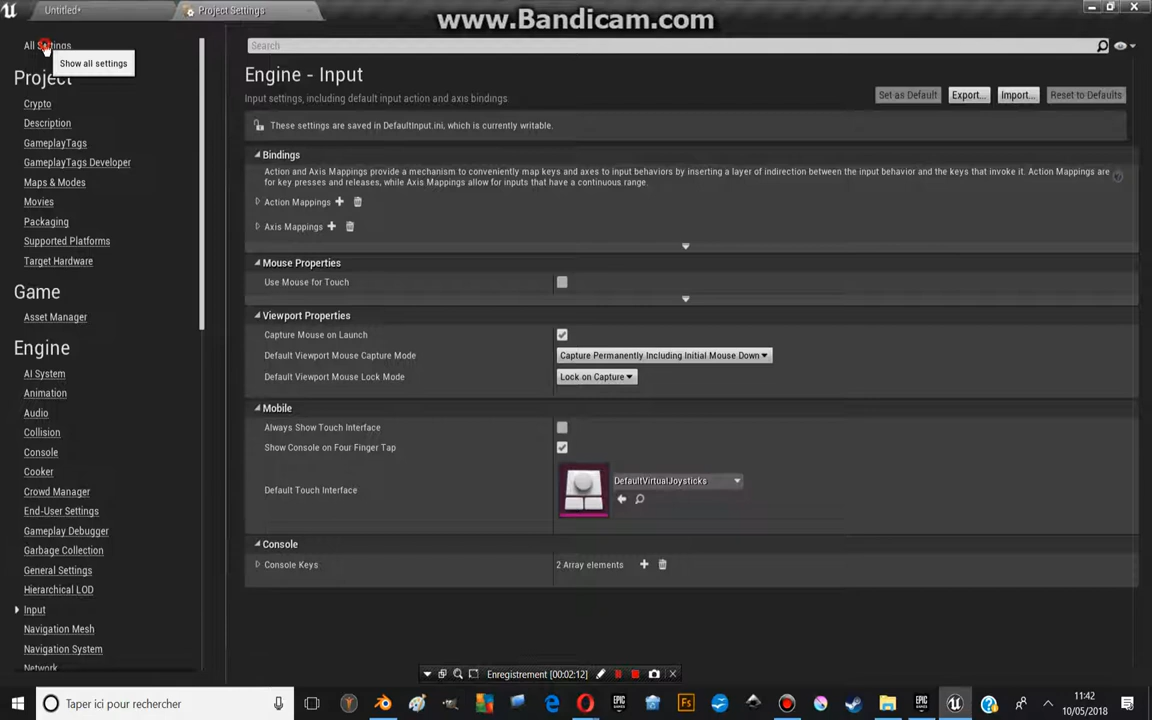 Untitled*
Project Settings
www.Bandicam.com
All Settings
Show all settings
Project
Crypto
Description
GameplayTags
GameplayTags Developer
Maps & Modes
Movies
Packaging
Supported Platforms
Target Hardware
Game
Asset Manager
Engine
AI System
Animation
Audio
Collision
Console
Cooker
Crowd Manager
End-User Settings
Gameplay Debugger
Garbage Collection
General Settings
Hierarchical LOD
Input
Navigation Mesh
Navigation System
Network
Search
Engine - Input
Input settings, including default input action and axis bindings
Set as Default
Export...
Import...
Reset to Defaults
These settings are saved in DefaultInput.ini, which is currently writable.
Bindings
Action and Axis Mappings provide a mechanism to conveniently map keys and axes to input behaviors by inserting a layer of indirection between the input behavior and the keys that invoke it. Action Mappings are
for key presses and releases, while Axis Mappings allow for inputs that have a continuous range.
Action Mappings
Axis Mappings
Mouse Properties
Use Mouse for Touch
Viewport Properties
Capture Mouse on Launch
Default Viewport Mouse Capture Mode
Capture Permanently Including Initial Mouse Down
Default Viewport Mouse Lock Mode
Lock on Capture
Mobile
Always Show Touch Interface
Show Console on Four Finger Tap
Default Touch Interface
DefaultVirtualJoysticks
Console
Console Keys
2 Array elements
Enregistrement [00:02:12]
Taper ici pour rechercher
EPIC GAMES
Fs
EPIC GAMES
11:42
10/05/2018